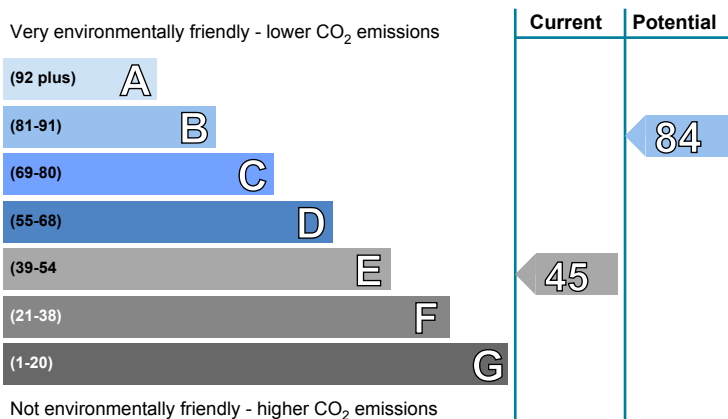 Current Potential
Very environmentally friendly - lower CO2 emissions
(92 plus) A
(81-91) B
84
(69-80) C
(55-68) D
(39-54 E
45
(21-38) F
(1-20) G
Not environmentally friendly - higher CO2 emissions